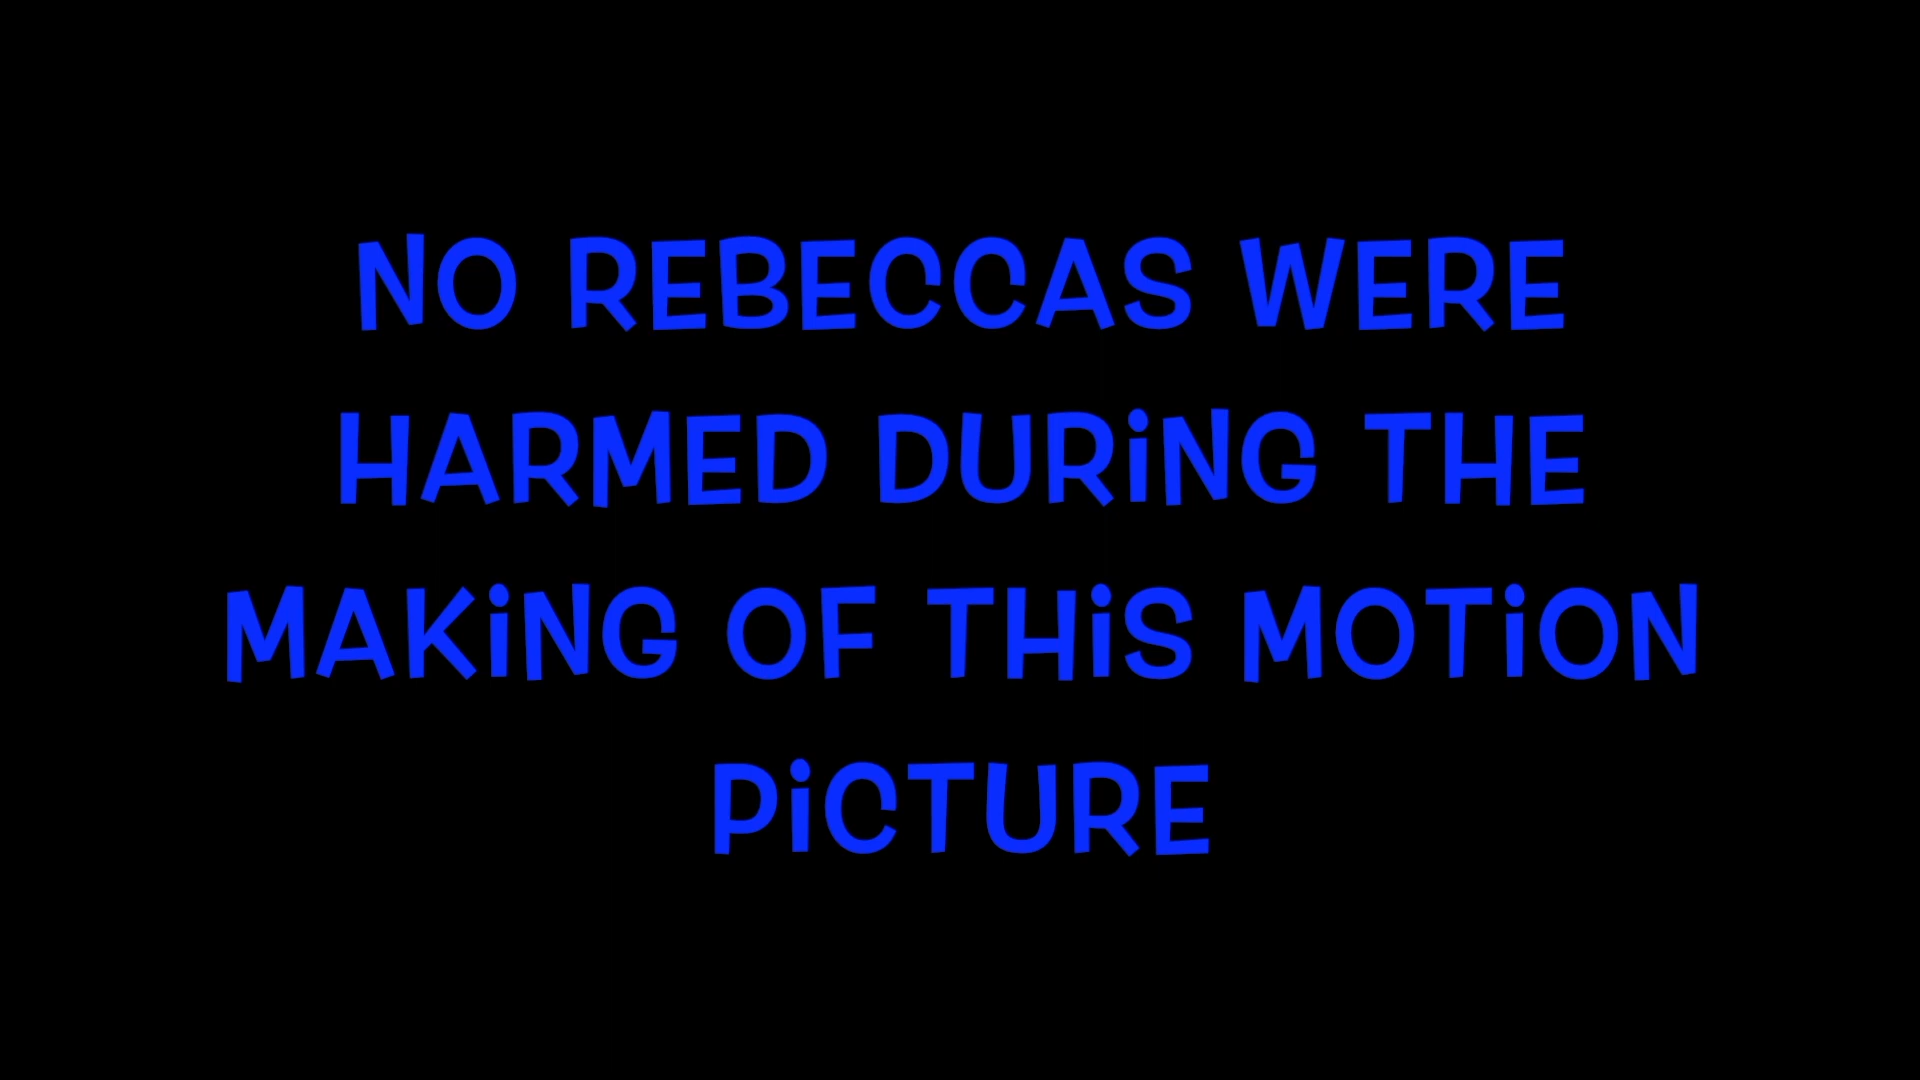 NO REBECCAS WERE
HARMED DURiNG THE
MAKiNG OF THiS MOTiON
PiCTURE